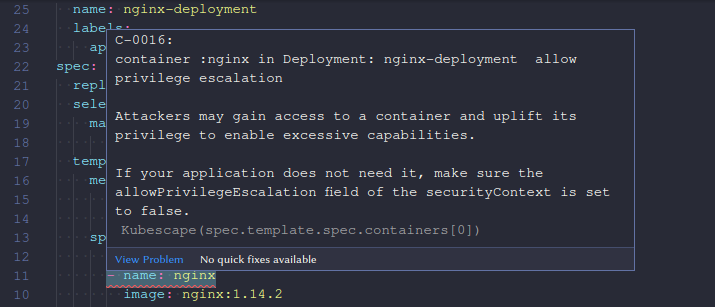 25 name: nginx-deployment
24 labels:
23 ap
22 spec:
21 repl
20 sele
19 ma
18
17 temp
16 me
15
14
13 sp
12
11 - name: nginx
10 image: nginx:1.14.2
C-0016:
container :nginx in Deployment: nginx-deployment  allow
privilege escalation
Attackers may gain access to a container and uplift its
privilege to enable excessive capabilities.
If your application does not need it, make sure the
allowPrivilegeEscalation field of the securityContext is set
to false.
Kubescape(spec.template.spec.containers[0])
View Problem No quick fixes available